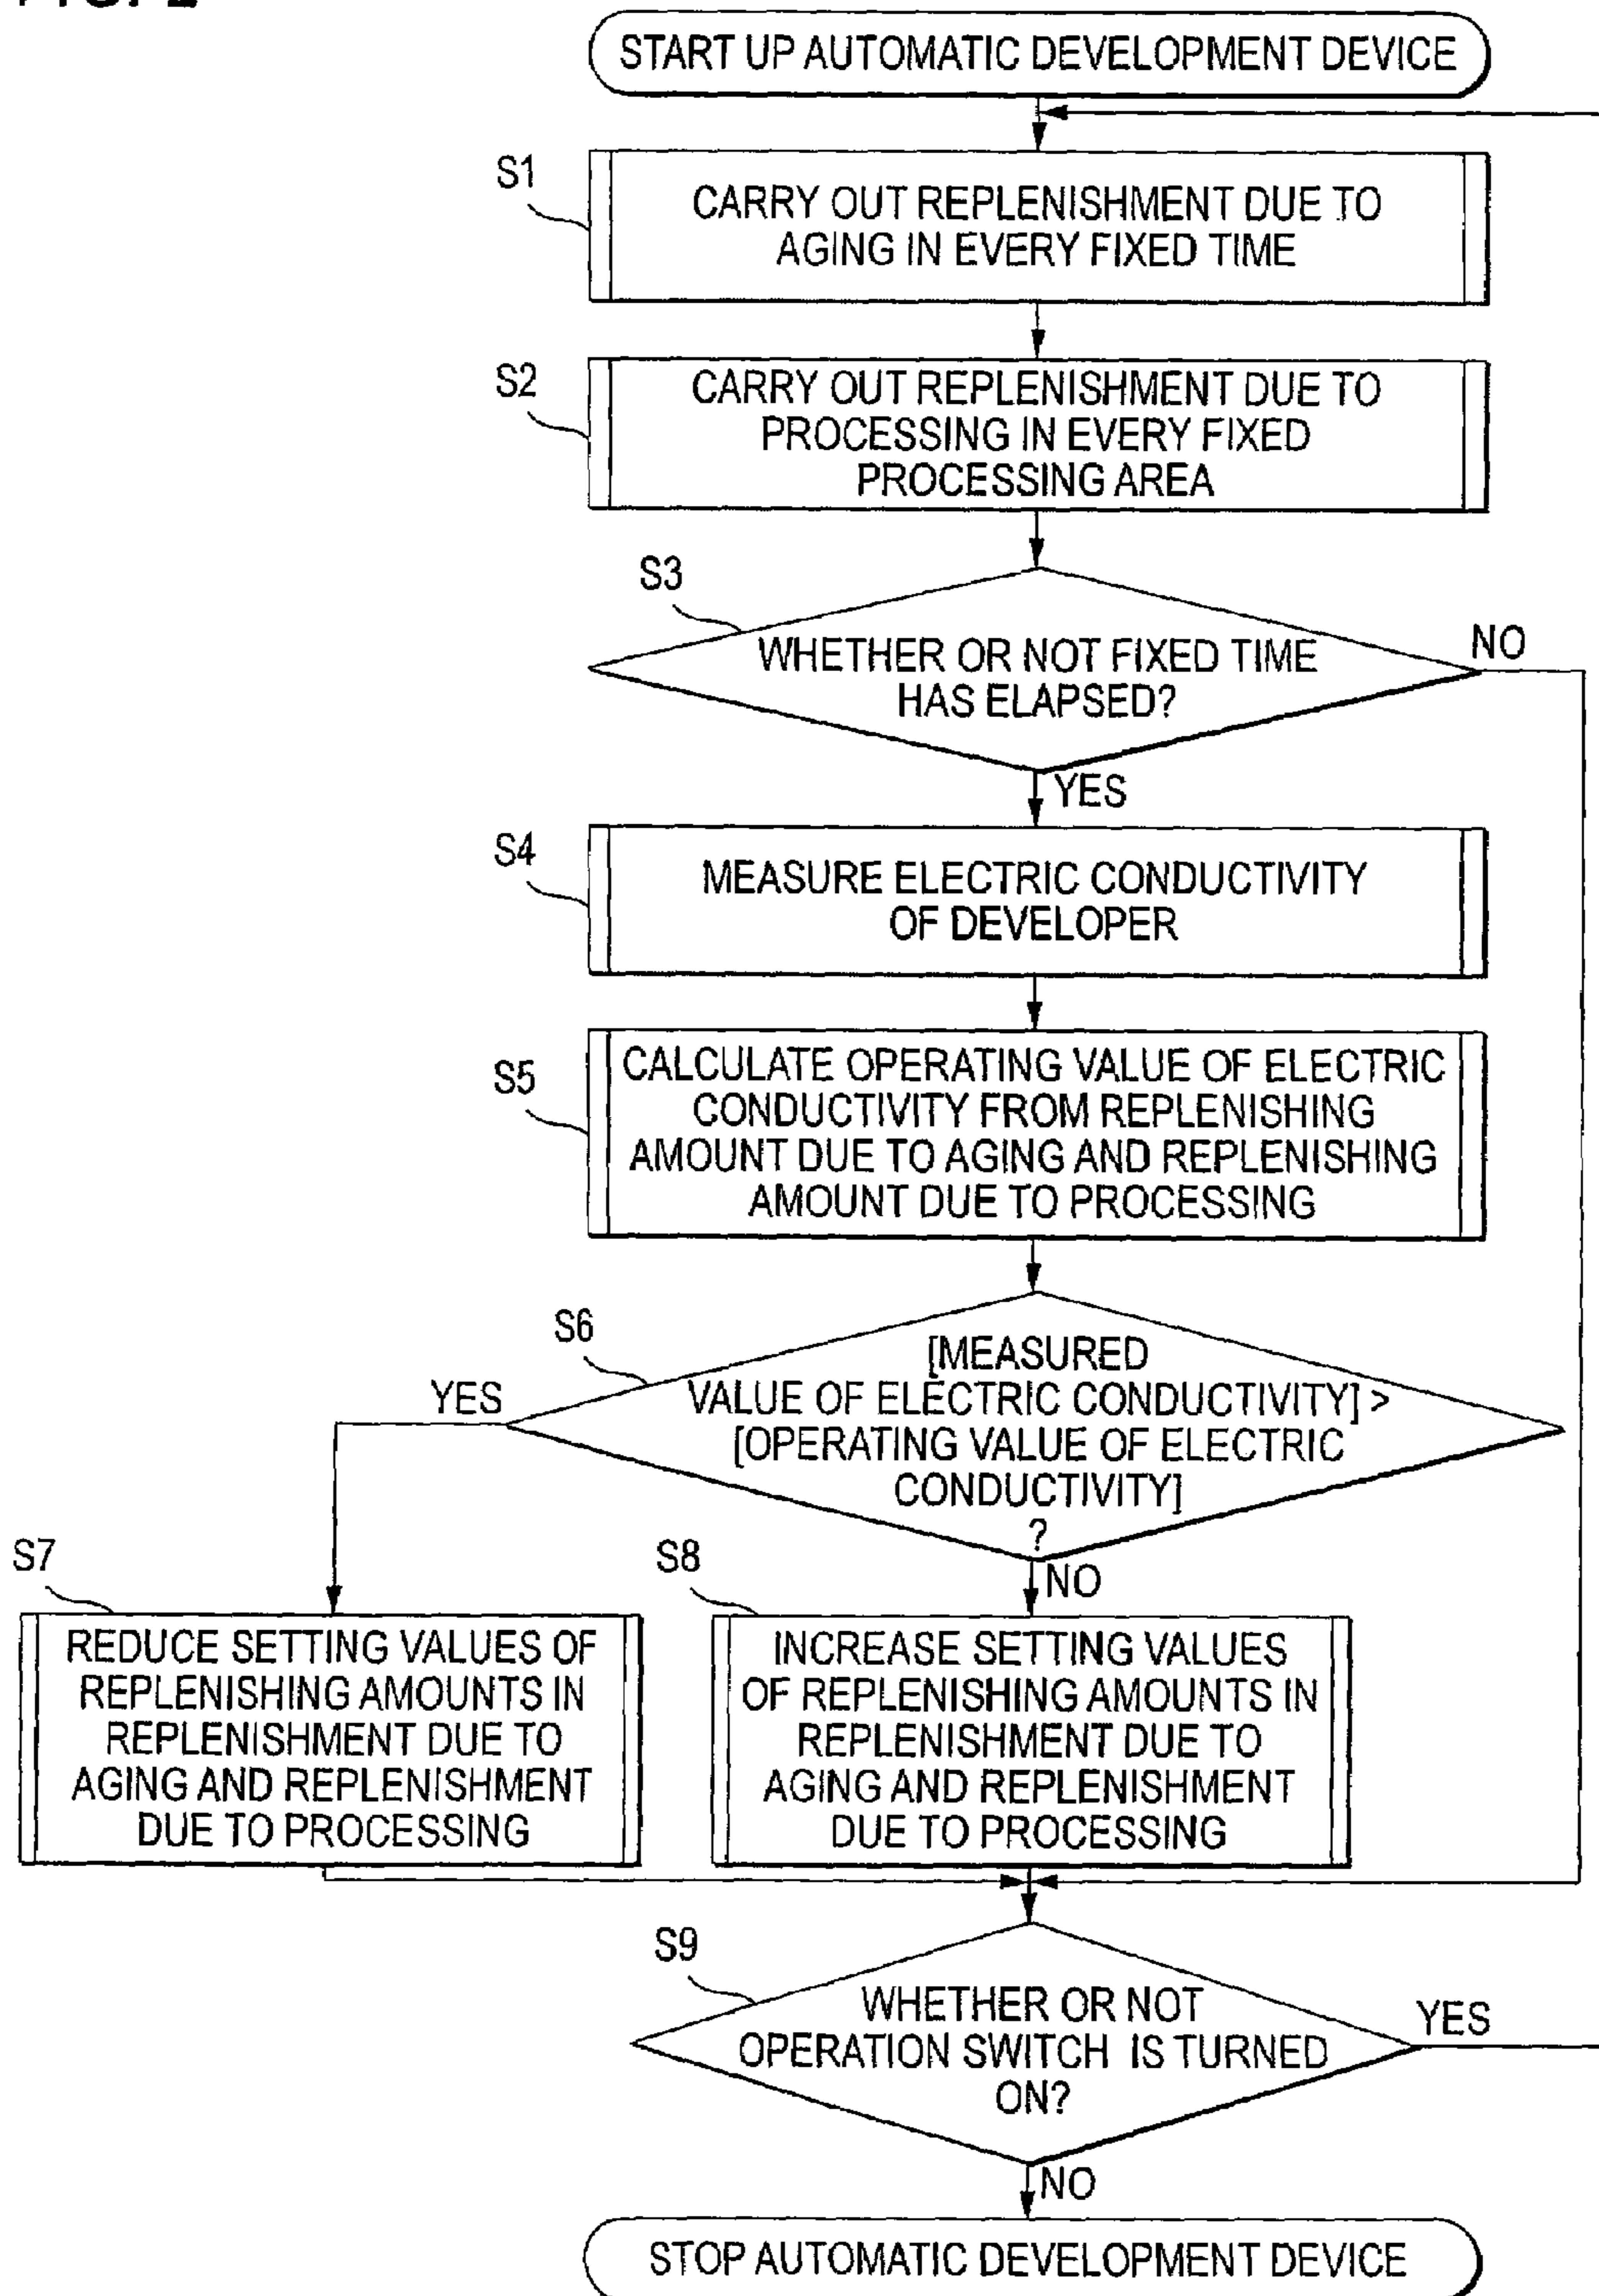 FIG. 2
START UP AUTOMATIC DEVELOPMENT DEVICE
S1
CARRY OUT REPLENISHMENT DUE TO
AGING IN EVERY FIXED TIME
S2
CARRY OUT REPLENISHMENT DUE TO
PROCESSING IN EVERY FIXED
PROCESSING AREA
S3
WHETHER OR NOT FIXED TIME
HAS ELAPSED?
NO
YES
S4
MEASURE ELECTRIC CONDUCTIVITY
OF DEVELOPER
S5
CALCULATE OPERATING VALUE OF ELECTRIC
CONDUCTIVITY FROM REPLENISHING
AMOUNT DUE TO AGING AND REPLENISHING
AMOUNT DUE TO PROCESSING
S6
[MEASURED
VALUE OF ELECTRIC CONDUCTIVITY] >
[OPERATING VALUE OF ELECTRIC
CONDUCTIVITY]
?
YES
NO
S7
REDUCE SETTING VALUES OF
REPLENISHING AMOUNTS IN
REPLENISHMENT DUE TO
AGING AND REPLENISHMENT
DUE TO PROCESSING
S8
INCREASE SETTING VALUES
OF REPLENISHING AMOUNTS IN
REPLENISHMENT DUE TO
AGING AND REPLENISHMENT
DUE TO PROCESSING
S9
WHETHER OR NOT
OPERATION SWITCH IS TURNED
ON?
YES
NO
STOP AUTOMATIC DEVELOPMENT DEVICE